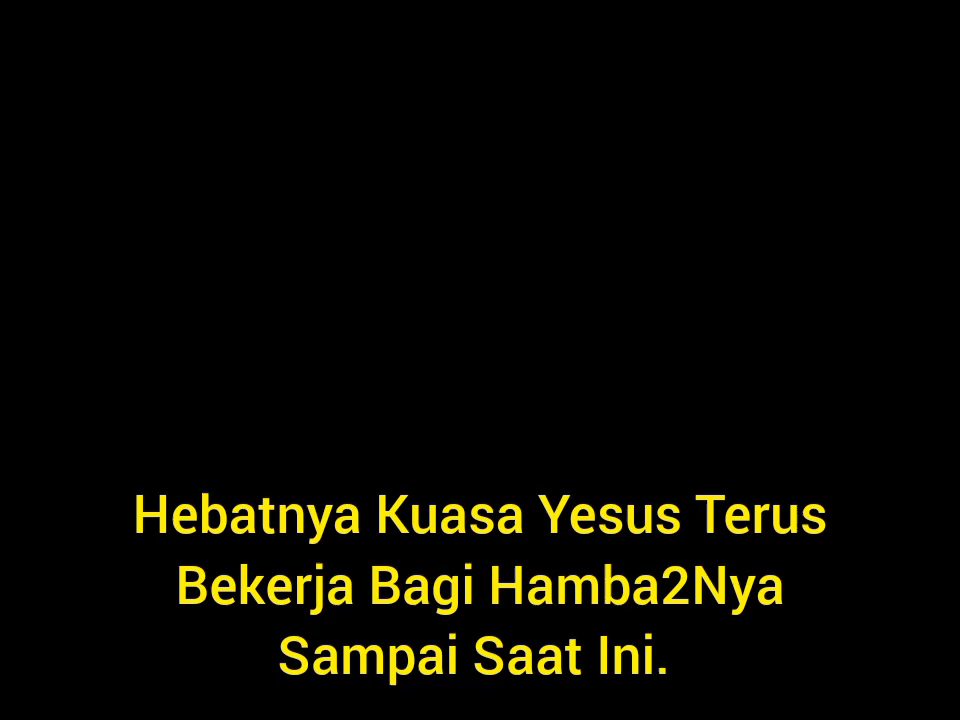 Hebatnya Kuasa Yesus Terus
Bekerja Bagi Hamba2Nya
Sampai Saat Ini.